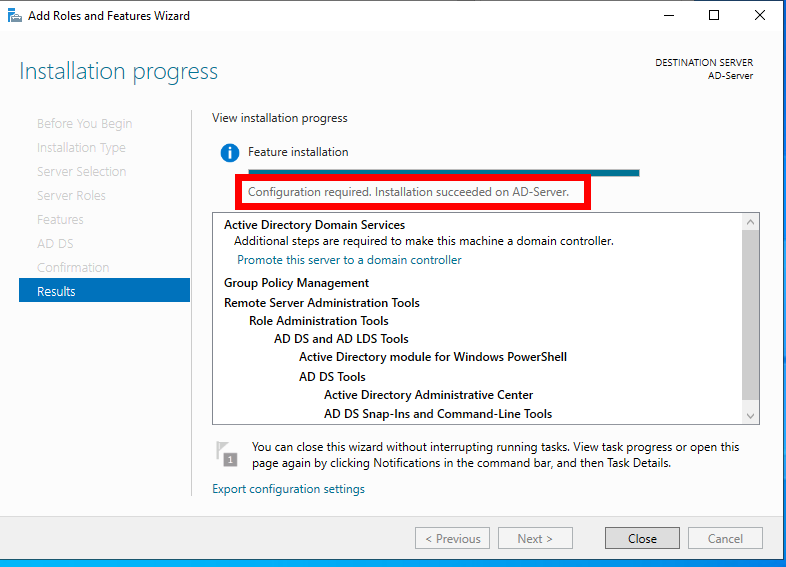 Add Roles and Features Wizard
Installation progress
DESTINATION SERVER
AD-Server
Before You Begin
Installation Type
Server Selection
Server Roles
Features
AD DS
Confirmation
Results
View installation progress
Feature installation
Configuration required. Installation succeeded on AD-Server.
Active Directory Domain Services
Additional steps are required to make this machine a domain controller.
Promote this server to a domain controller
Group Policy Management
Remote Server Administration Tools
Role Administration Tools
AD DS and AD LDS Tools
Active Directory module for Windows PowerShell
AD DS Tools
Active Directory Administrative Center
AD DS Snap-Ins and Command-Line Tools
1
You can close this wizard without interrupting running tasks. View task progress or open this
page again by clicking Notifications in the command bar, and then Task Details.
Export configuration settings
< Previous
Next >
Close
Cancel